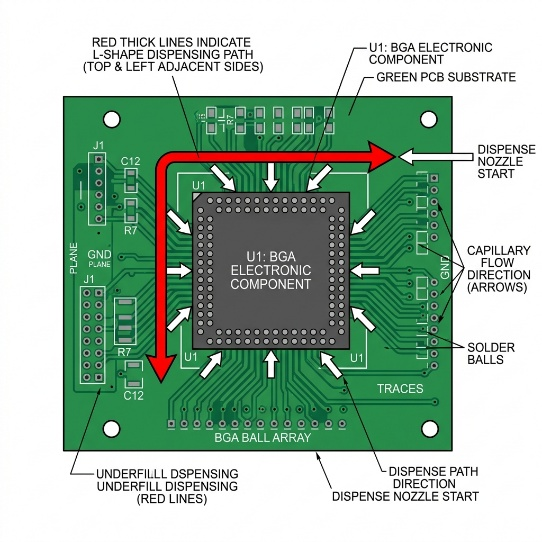 RED THICK LINES INDICATE
L-SHAPE DISPENSING PATH
(TOP & LEFT ADJACENT SIDES)
U1: BGA ELECTRONIC
COMPONENT
GREEN PCB SUBSTRATE
R7
J1
C12
DISPENSE
NOZZLE
START
U1
R7
PLANE
GND
PLANE
U1: BGA
ELECTRONIC
COMPONENT
CAPILLARY
FLOW
DIRECTION
(ARROWS)
GND
J1
SOLDER
BALLS
R7
U1
U1
C12
TRACES
BGA BALL ARRAY
UNDERFILLL DSPENSING
UNDERFILL DISPENSING
(RED LINES)
DISPENSE PATH
DIRECTION
DISPENSE NOZZLE START